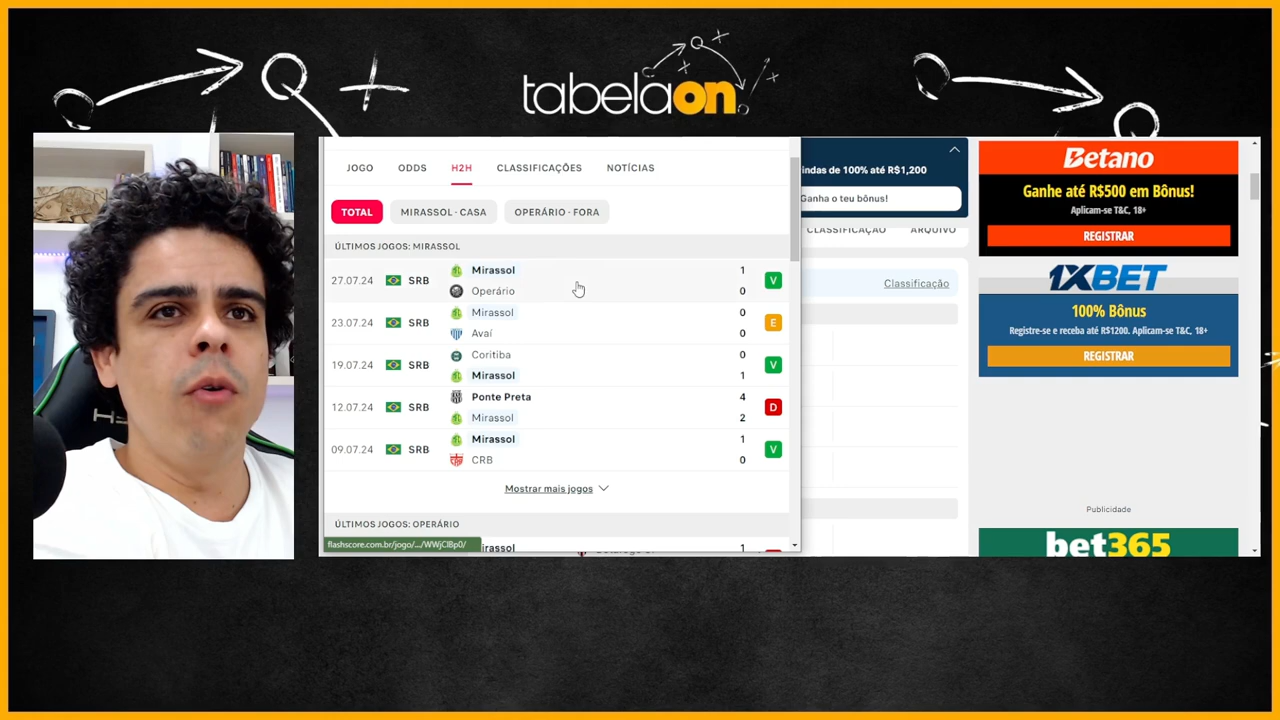 tabelaon
JOGO ODDS H2H CLASSIFICAÇÕES NOTÍCIAS
TOTAL MIRASSOL · CASA OPERÁRIO · FORA
ÚLTIMOS JOGOS: MIRASSOL
27.07.24 SRB Mirassol 1 V
Operário 0
23.07.24 SRB Mirassol 0 E
Avaí 0
19.07.24 SRB Coritiba 0 V
Mirassol 1
12.07.24 SRB Ponte Preta 4 D
Mirassol 2
09.07.24 SRB Mirassol 1 V
CRB 0
Mostrar mais jogos
ÚLTIMOS JOGOS: OPERÁRIO
flashscore.com.br/jogo/.../WWjClBp0/
1
indas de 100% até R$1,200
Ganha o teu bônus!
CLASSIFICAÇÃO ARQUIVO
Classificação
Betano
Ganhe até R$500 em Bônus!
Aplicam-se T&C, 18+
REGISTRAR
1XBET
100% Bônus
Registre-se e receba até R$1200. Aplicam-se T&C, 18+
REGISTRAR
Publicidade
bet365